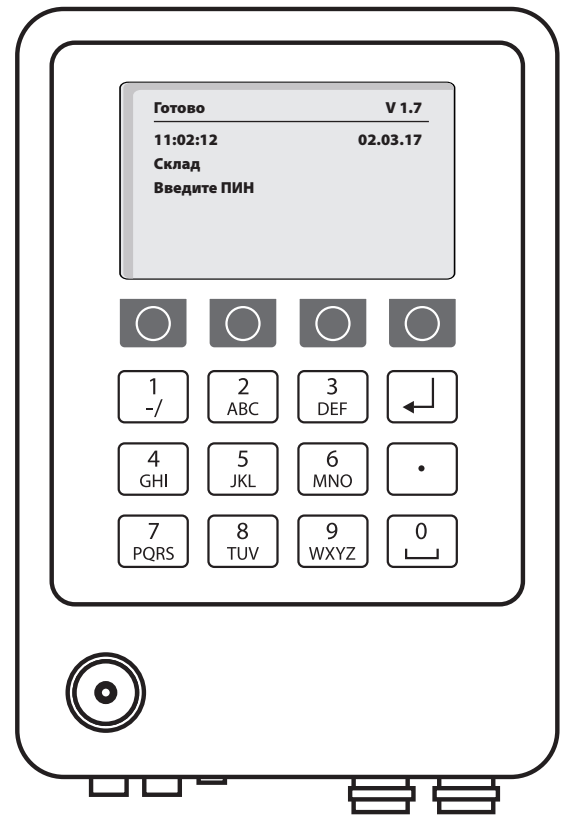 Готово V 1.7
11:02:12 02.03.17
Склад
Введите ПИН
1 2 3
-/ ABC DEF
4 5 6 .
GHI JKL MNO
7 8 9 0
PQRS TUV WXYZ